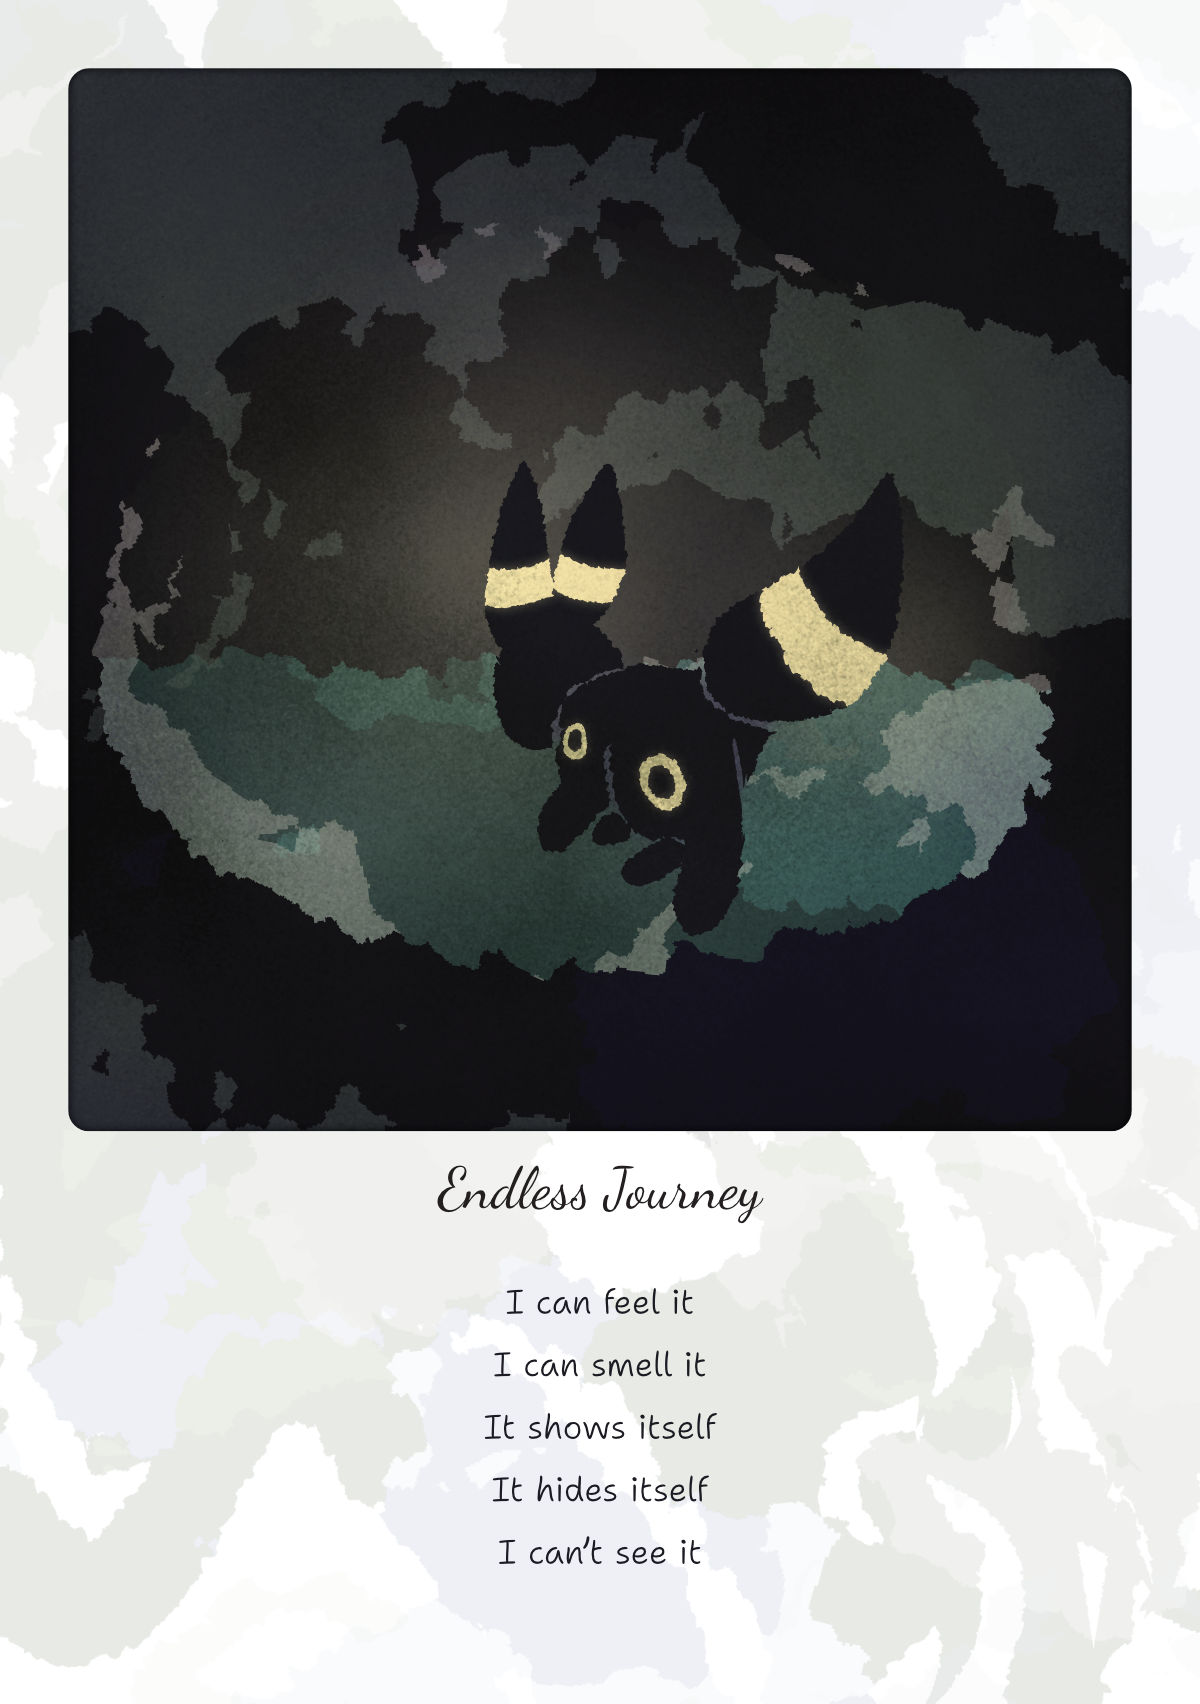 Endless Journey
I can feel it
I can smell it
It shows itself
It hides itself
I can't see it